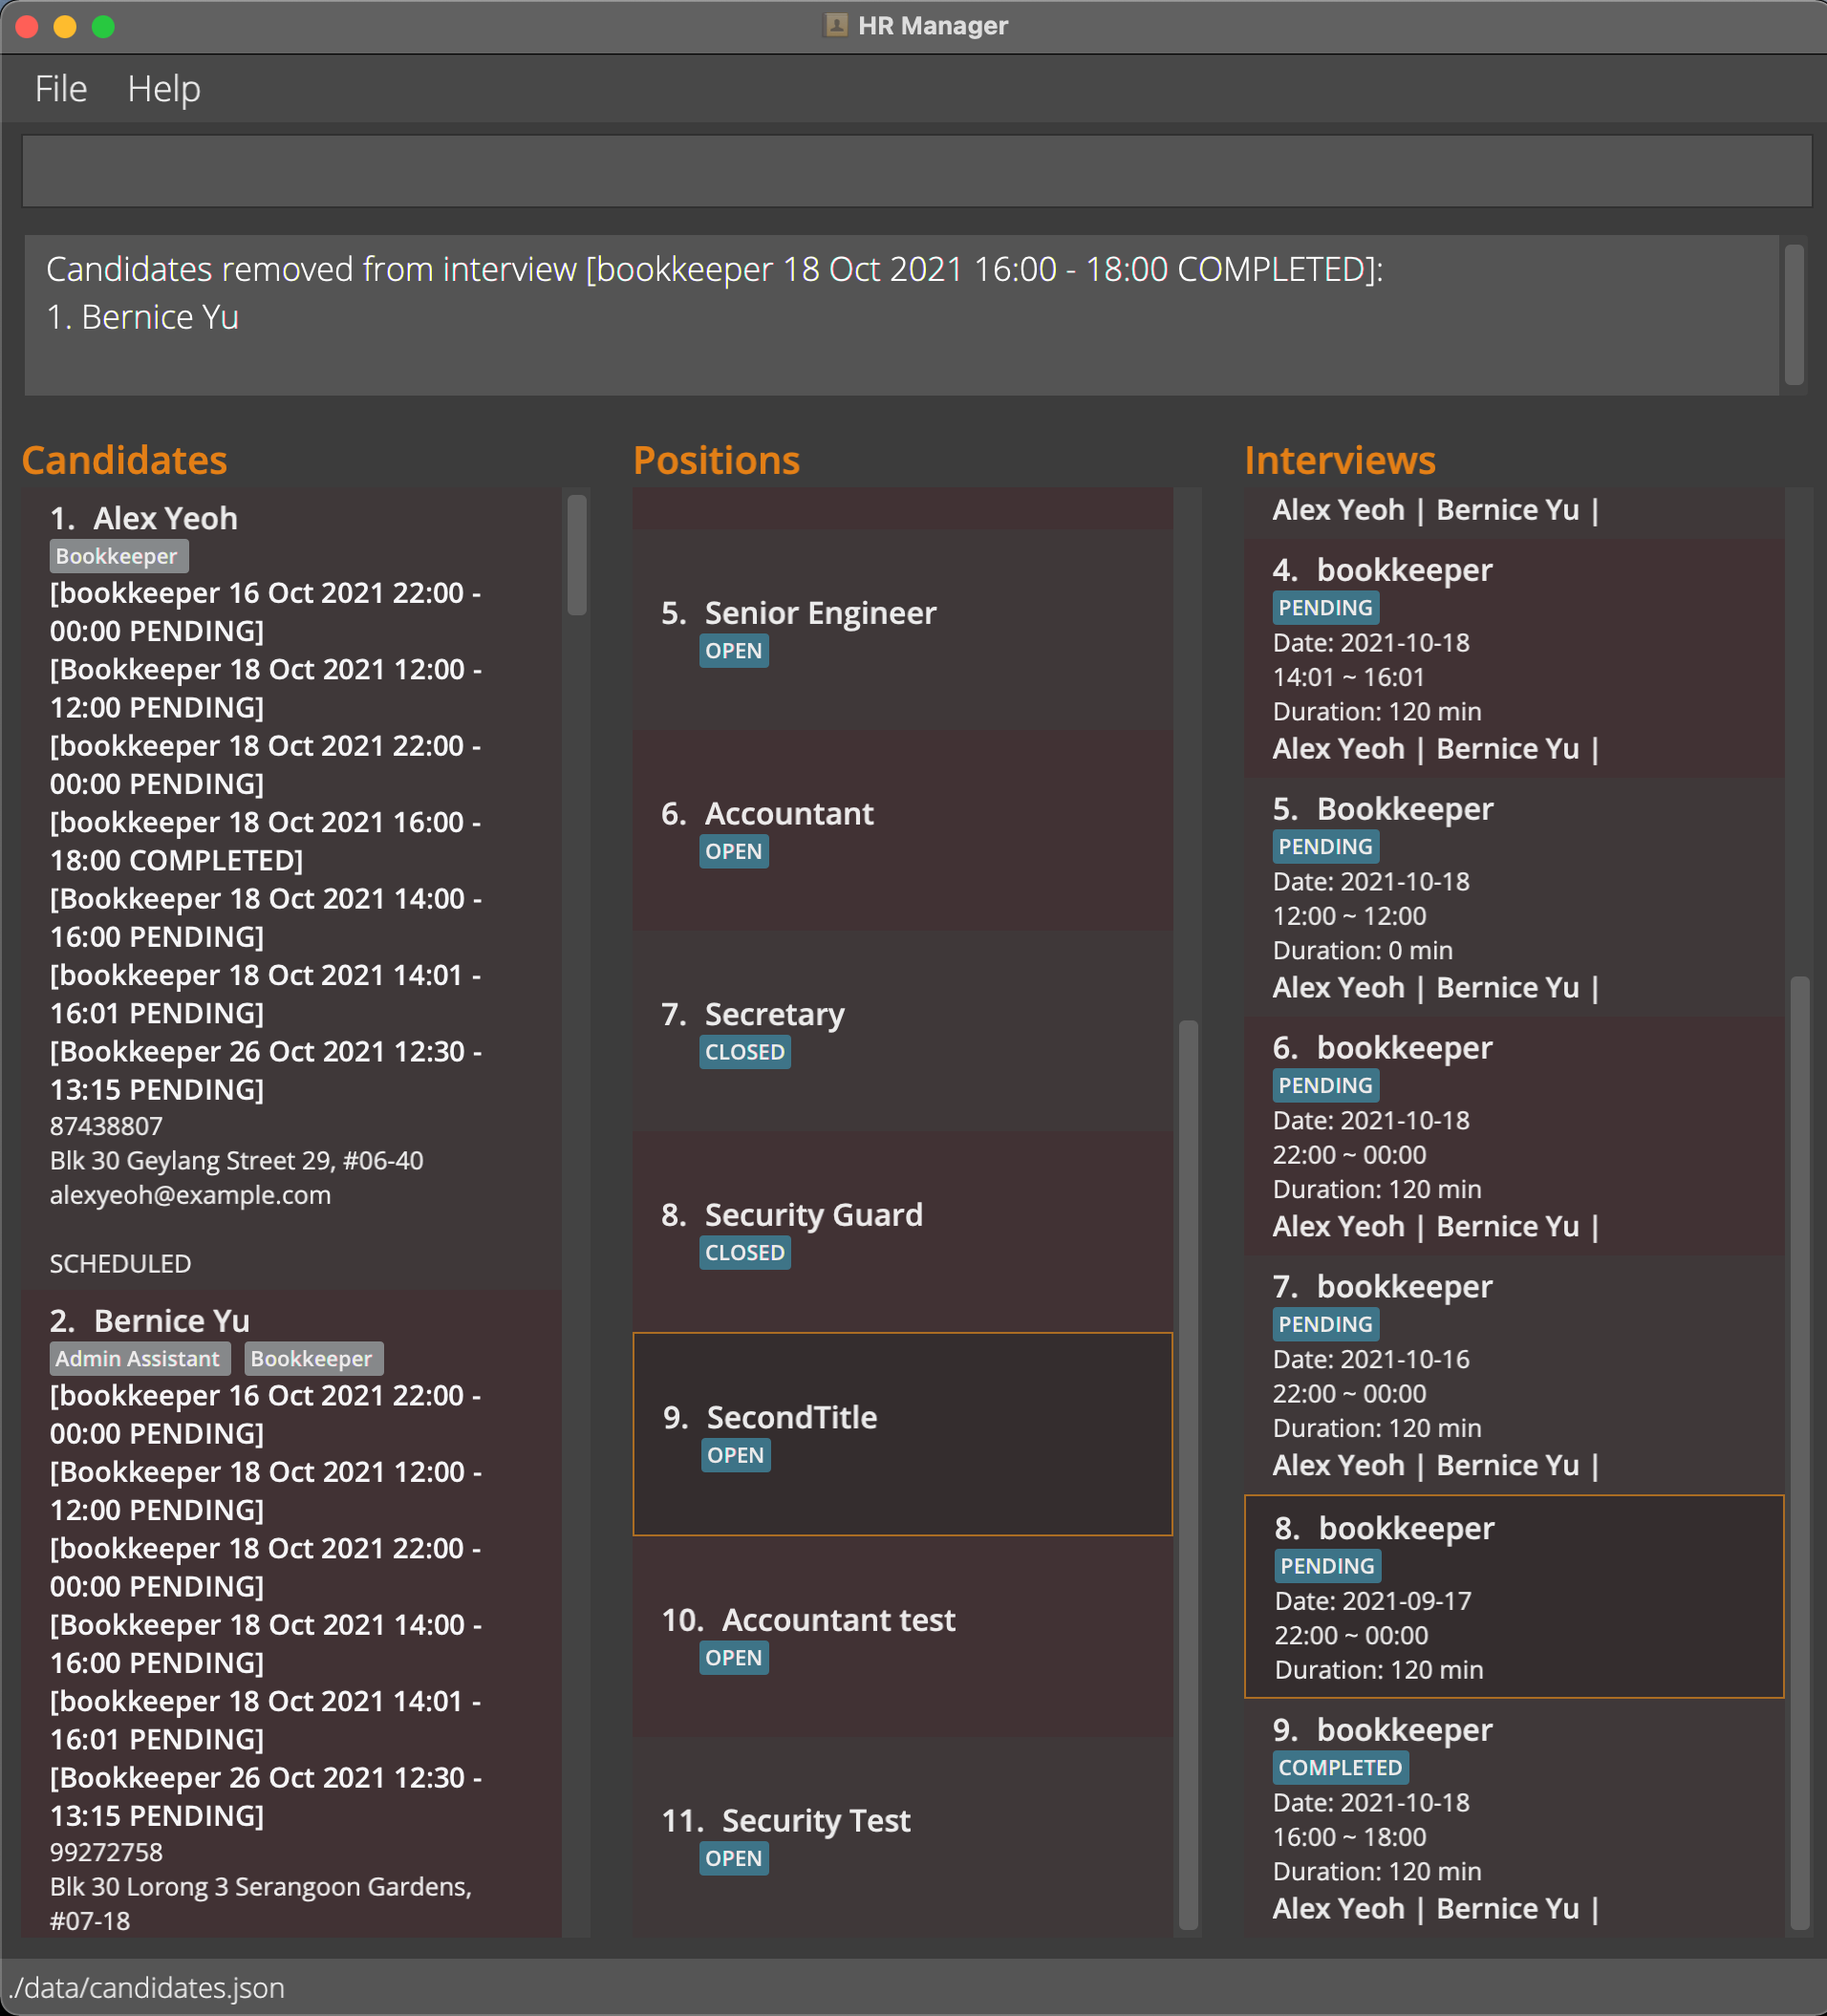 HR Manager
File Help
Candidates removed from interview [bookkeeper 18 Oct 2021 16:00 - 18:00 COMPLETED]:
1. Bernice Yu
Candidates
1. Alex Yeoh
Bookkeeper
[bookkeeper 16 Oct 2021 22:00 -
00:00 PENDING]
[Bookkeeper 18 Oct 2021 12:00 -
12:00 PENDING]
[bookkeeper 18 Oct 2021 22:00 -
00:00 PENDING]
[bookkeeper 18 Oct 2021 16:00 -
18:00 COMPLETED]
[Bookkeeper 18 Oct 2021 14:00 -
16:00 PENDING]
[bookkeeper 18 Oct 2021 14:01 -
16:01 PENDING]
[Bookkeeper 26 Oct 2021 12:30 -
13:15 PENDING]
87438807
Blk 30 Geylang Street 29, #06-40
alexyeoh@example.com
SCHEDULED
2. Bernice Yu
Admin Assistant Bookkeeper
[bookkeeper 16 Oct 2021 22:00 -
00:00 PENDING]
[Bookkeeper 18 Oct 2021 12:00 -
12:00 PENDING]
[bookkeeper 18 Oct 2021 22:00 -
00:00 PENDING]
[Bookkeeper 18 Oct 2021 14:00 -
16:00 PENDING]
[bookkeeper 18 Oct 2021 14:01 -
16:01 PENDING]
[Bookkeeper 26 Oct 2021 12:30 -
13:15 PENDING]
99272758
Blk 30 Lorong 3 Serangoon Gardens,
#07-18
Positions
5. Senior Engineer
OPEN
6. Accountant
OPEN
7. Secretary
CLOSED
8. Security Guard
CLOSED
9. SecondTitle
OPEN
10. Accountant test
OPEN
11. Security Test
OPEN
Interviews
Alex Yeoh | Bernice Yu |
4. bookkeeper
PENDING
Date: 2021-10-18
14:01 ~ 16:01
Duration: 120 min
Alex Yeoh | Bernice Yu |
5. Bookkeeper
PENDING
Date: 2021-10-18
12:00 ~ 12:00
Duration: 0 min
Alex Yeoh | Bernice Yu |
6. bookkeeper
PENDING
Date: 2021-10-18
22:00 ~ 00:00
Duration: 120 min
Alex Yeoh | Bernice Yu |
7. bookkeeper
PENDING
Date: 2021-10-16
22:00 ~ 00:00
Duration: 120 min
Alex Yeoh | Bernice Yu |
8. bookkeeper
PENDING
Date: 2021-09-17
22:00 ~ 00:00
Duration: 120 min
9. bookkeeper
COMPLETED
Date: 2021-10-18
16:00 ~ 18:00
Duration: 120 min
Alex Yeoh | Bernice Yu |
./data/candidates.json